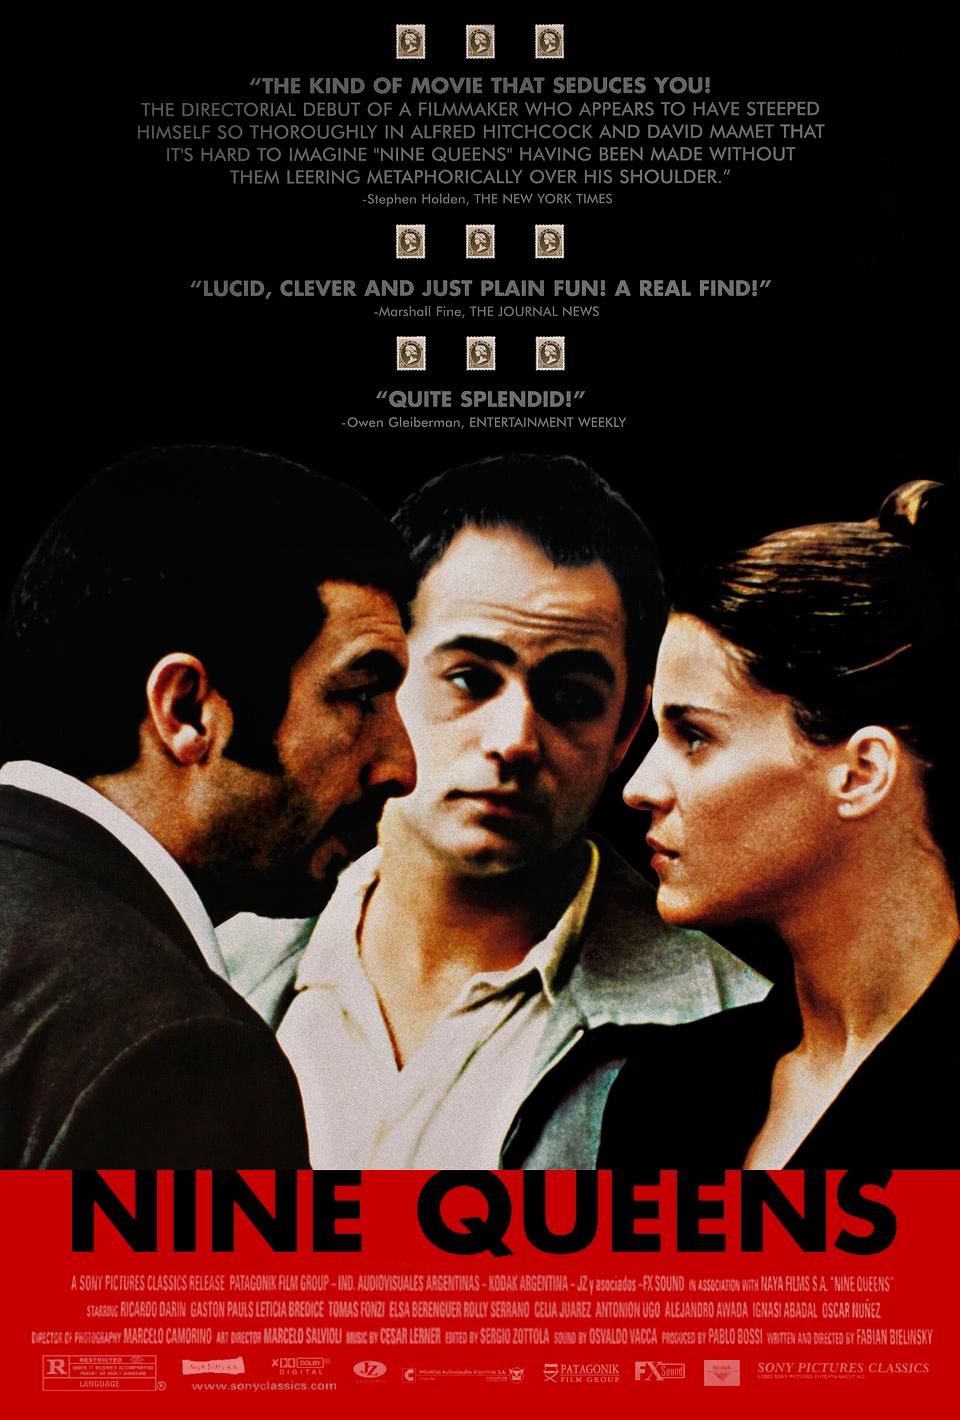 “THE KIND OF MOVIE THAT SEDUCES YOU!
THE DIRECTORIAL DEBUT OF A FILMMAKER WHO APPEARS TO HAVE STEEPED
HIMSELF SO THOROUGHLY IN ALFRED HITCHCOCK AND DAVID MAMET THAT
IT'S HARD TO IMAGINE "NINE QUEENS" HAVING BEEN MADE WITHOUT
THEM LEERING METAPHORICALLY OVER HIS SHOULDER.”
-Stephen Holden, THE NEW YORK TIMES
“LUCID, CLEVER AND JUST PLAIN FUN! A REAL FIND!”
-Marshall Fine, THE JOURNAL NEWS
“QUITE SPLENDID!”
-Owen Gleiberman, ENTERTAINMENT WEEKLY
NINE QUEENS
A SONY PICTURES CLASSICS RELEASE PATAGONIK FILM GROUP – IND. AUDIOVISUALES ARGENTINAS – KODAK ARGENTINA – JZ y asociados –FX SOUND IN ASSOCIATION WITH NAYA FILMS S.A. "NINE QUEENS"
STARRING RICARDO DARIN GASTON PAULS LETICIA BREDICE TOMAS FONZI ELSA BERENGUER ROLLY SERRANO CELIA JUAREZ ANTONION UGO ALEJANDRO AWADA IGNASI ABADAL OSCAR NUÑEZ
DIRECTOR OF PHOTOGRAPHY MARCELO CAMORINO ART DIRECTOR MARCELO SALVIOLI MUSIC BY CESAR LERNER EDITED BY SERGIO ZOTTOLA SOUND BY OSVALDO VACCA PRODUCED BY PABLO BOSSI WRITTEN AND DIRECTED BY FABIAN BIELINSKY
R RESTRICTED
LANGUAGE ®
DOLBY DIGITAL
JZ
PATAGONIK
FILM GROUP
FX Sound
Kodak
SONY PICTURES CLASSICS
www.sonyclassics.com